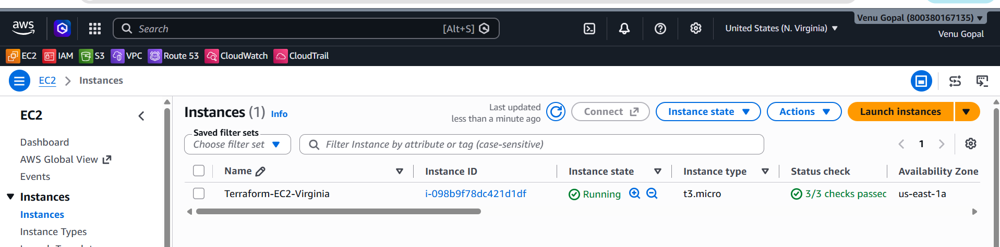 aws
Search
[Alt+S]
United States (N. Virginia)
Venu Gopal (800380167135)
Venu Gopal
EC2
IAM
S3
VPC
Route 53
CloudWatch
CloudTrail
EC2
Instances
EC2
Dashboard
AWS Global View
Events
Instances
Instances
Instance Types
Instances (1) Info
Last updated
less than a minute ago
Connect
Instance state
Actions
Launch instances
Saved filter sets
Choose filter set
Filter Instance by attribute or tag (case-sensitive)
1
Name
Instance ID
Instance state
Instance type
Status check
Availability Zone
Terraform-EC2-Virginia
i-098b9f78dc421d1df
Running
t3.micro
3/3 checks passec
us-east-1a